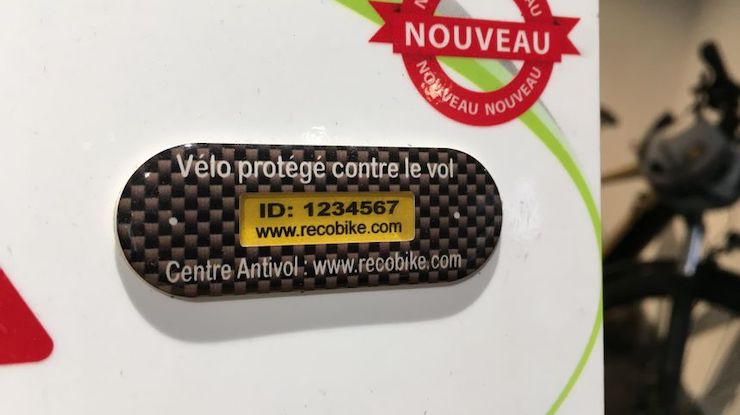 NOUVEAU
NOUVEAU NOUVEAU
Vélo protégé contre le vol
ID: 1234567
www.recobike.com
Centre Antivol : www.recobike.com